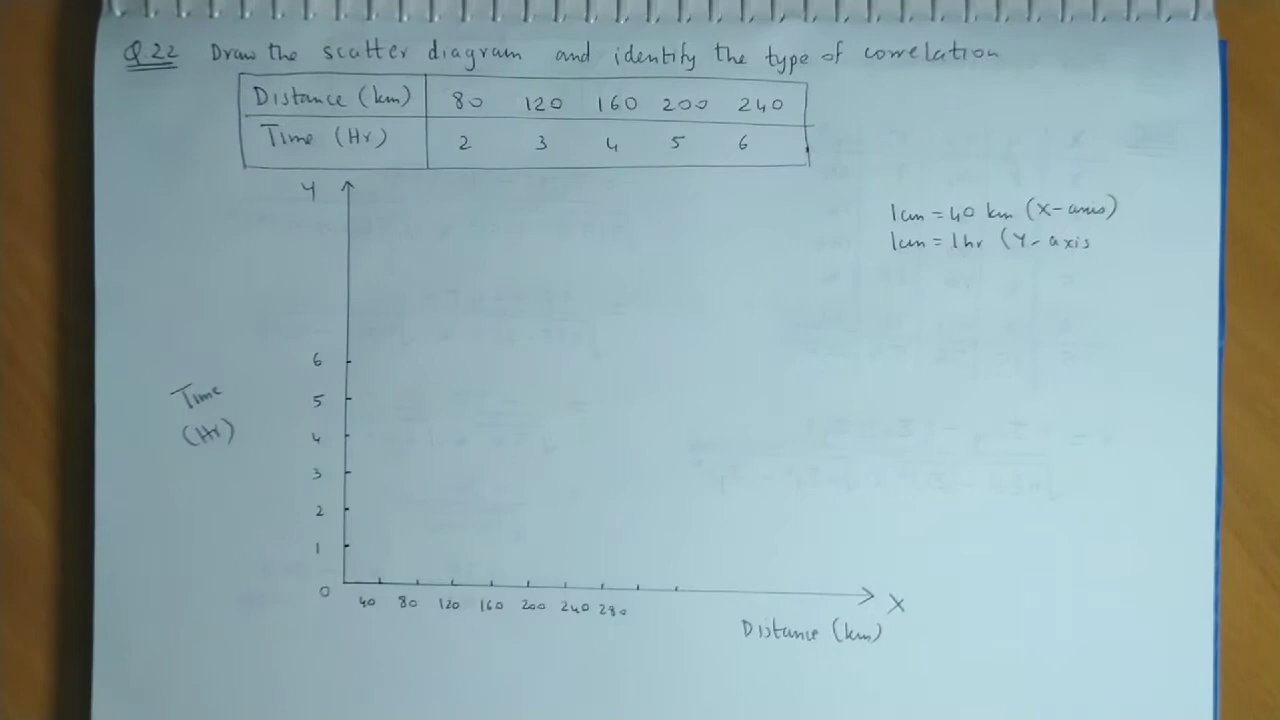 Q.22 Draw the scatter diagram and identify the type of correlation
Distance (km) 80 120 160 200 240
Time (Hr) 2 3 4 5 6
Y
1cm = 40 km (X-axis)
1cm = 1hr (Y-axis
6
Time
(Hr)
5
4
3
2
1
0
40 80 120 160 200 240 280
X
Distance (km)